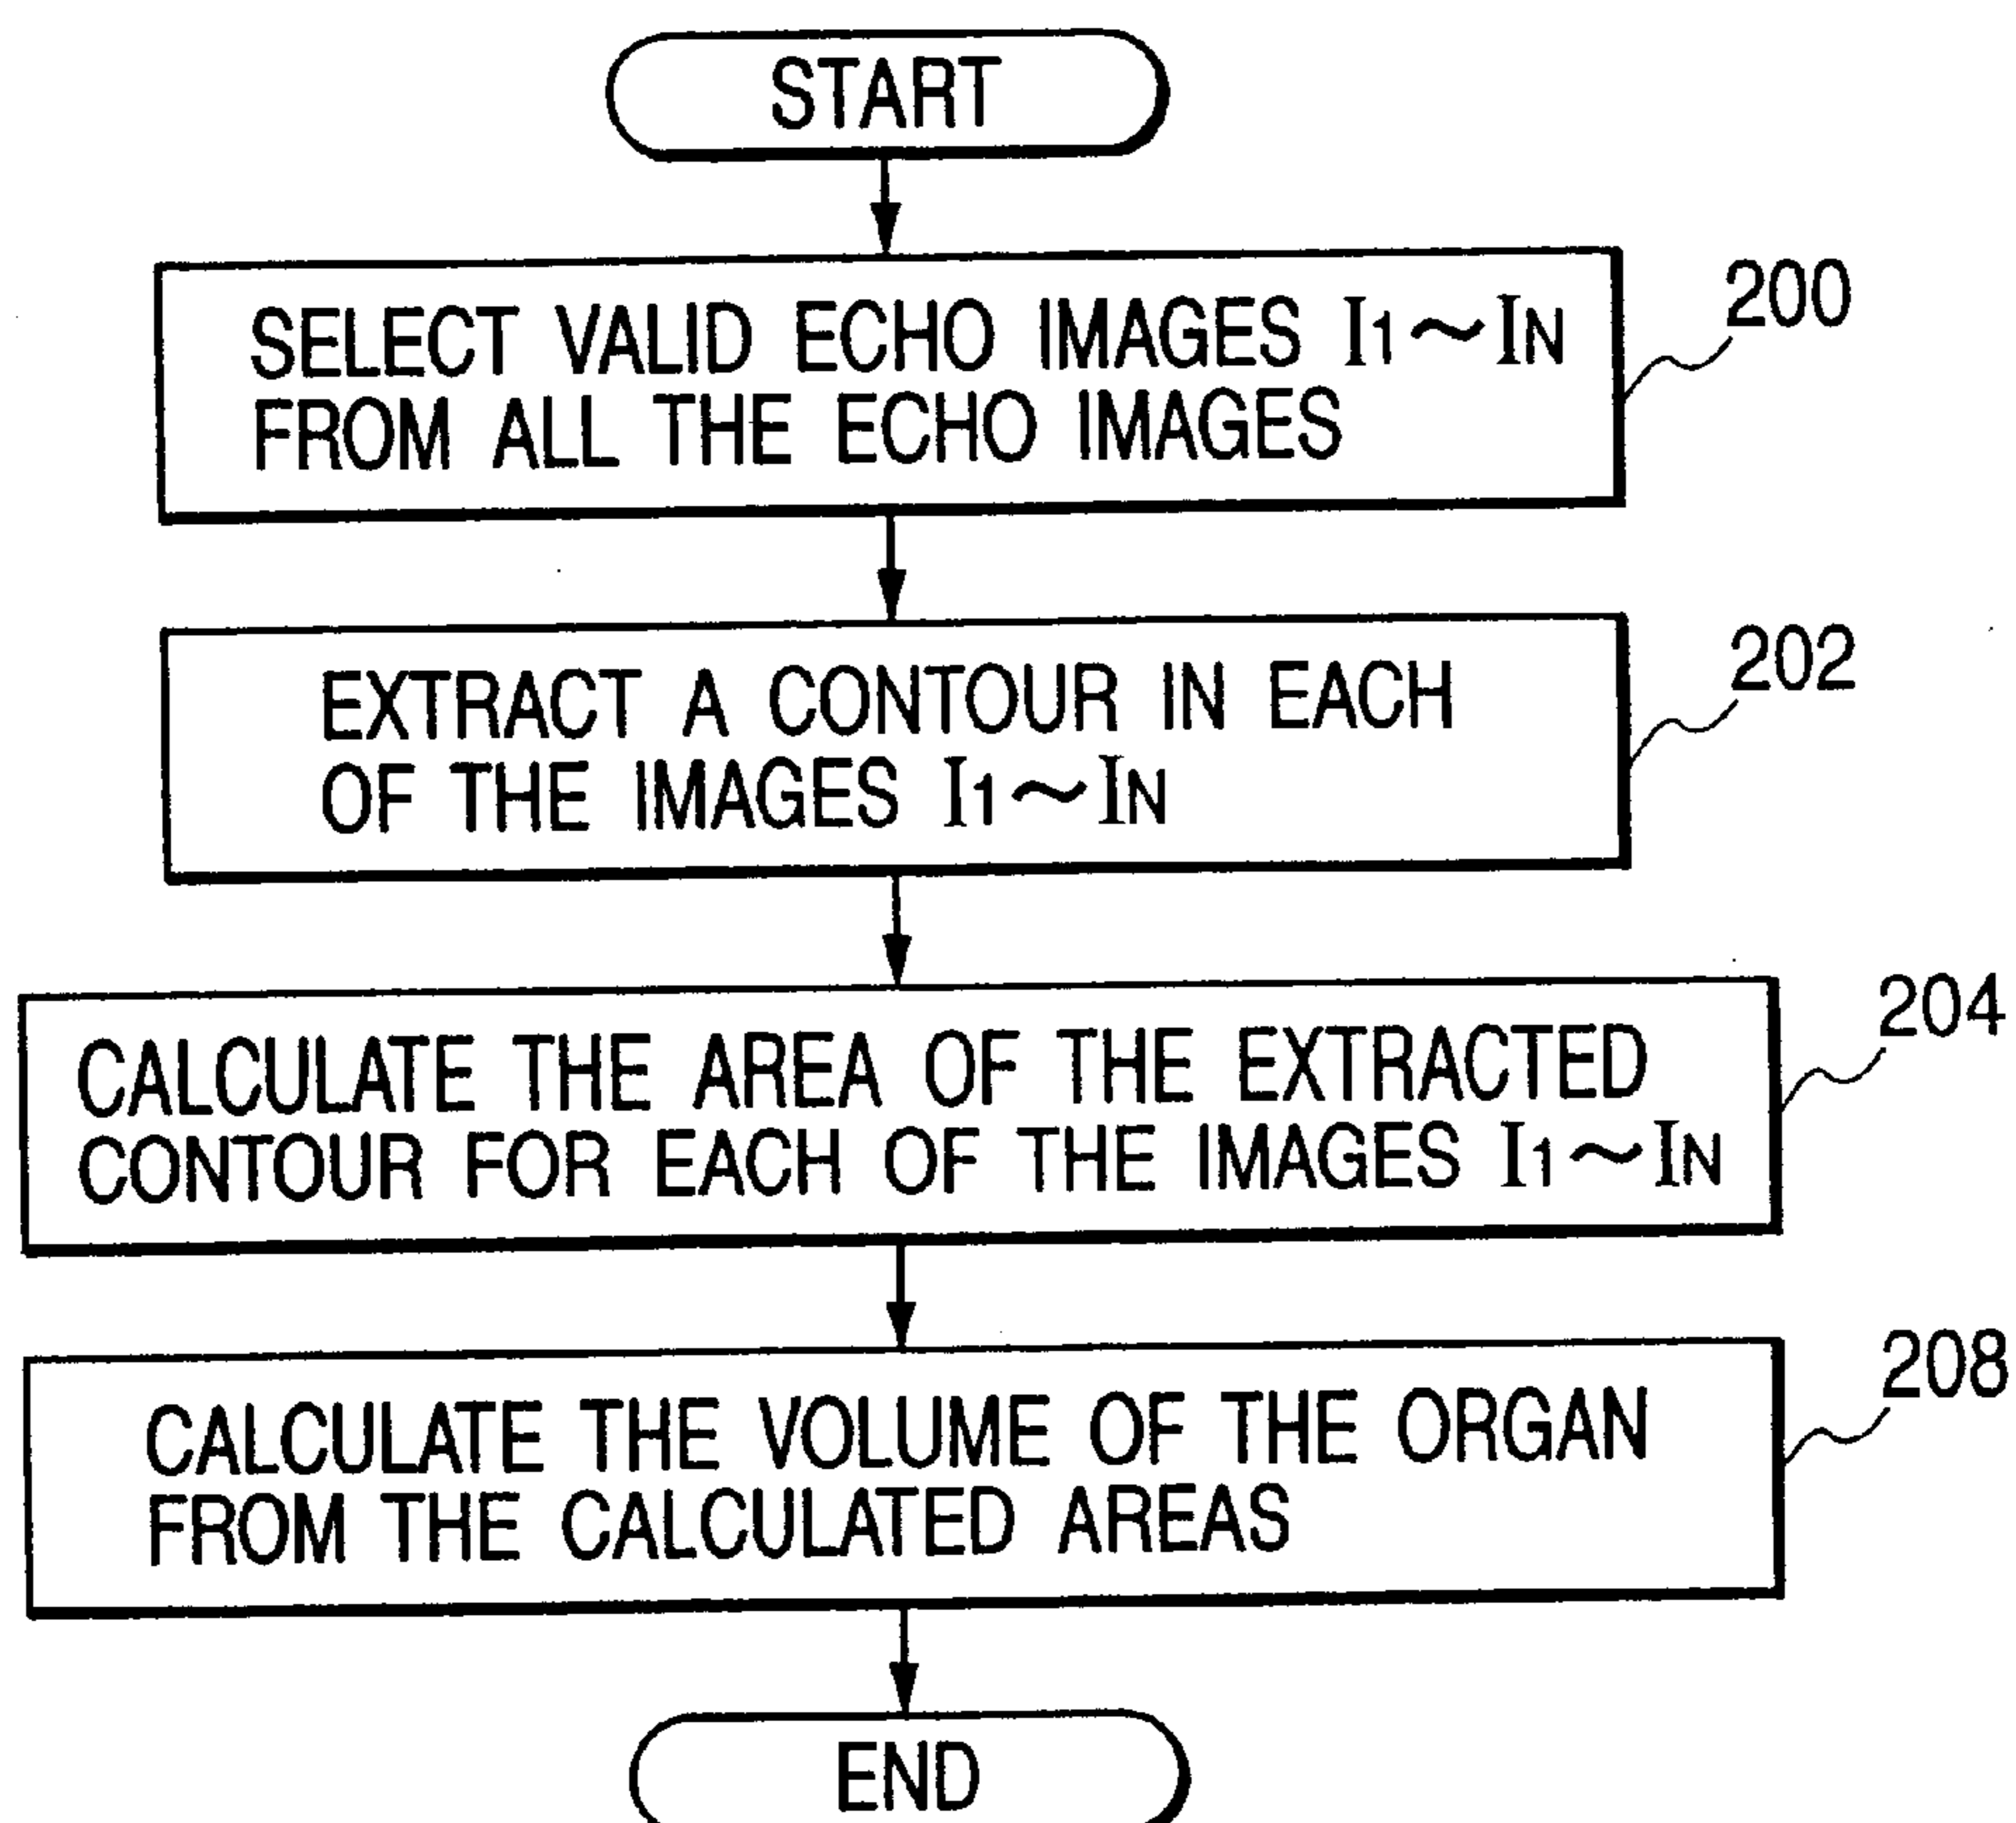 START
SELECT VALID ECHO IMAGES I1~IN
FROM ALL THE ECHO IMAGES
200
EXTRACT A CONTOUR IN EACH
OF THE IMAGES I1~IN
202
CALCULATE THE AREA OF THE EXTRACTED
CONTOUR FOR EACH OF THE IMAGES I1~IN
204
CALCULATE THE VOLUME OF THE ORGAN
FROM THE CALCULATED AREAS
208
END